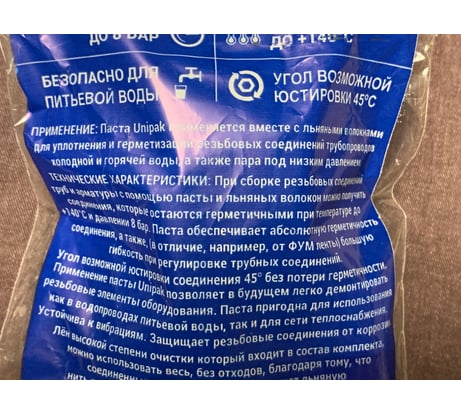 ДО 8 БАР
ДО +140°C
БЕЗОПАСНО ДЛЯ
ПИТЬЕВОЙ ВОДЫ
УГОЛ ВОЗМОЖНОЙ
ЮСТИРОВКИ 45°С
ПРИМЕНЕНИЕ: Паста Unipak применяется вместе с льняными волокнами
для уплотнения и герметизации резьбовых соединений трубопроводов
холодной и горячей воды, а также пара под низким давлением
ТЕХНИЧЕСКИЕ ХАРАКТЕРИСТИКИ: При сборке резьбовых соединений
труб и арматуры с помощью пасты и льняных волокон можно получить
соединения, которые остаются герметичными при температуре до
+140°С и давлении 8 бар. Паста обеспечивает абсолютную герметичность
соединения, а также, (в отличие, например, от ФУМ ленты) большую
гибкость при регулировке трубных соединений.
Угол возможной юстировки соединения 45° без потери герметичности.
Применение пасты Unipak позволяет в будущем легко демонтировать
резьбовые элементы оборудования. Паста пригодна для использования
как в водопроводах питьевой воды, так и для сети теплоснабжения.
Устойчива к вибрациям. Защищает резьбовые соединения от коррозии
Лён высокой степени очистки который входит в состав комплекта,
можно использовать весь, без отходов, благодаря тому, что
льняную